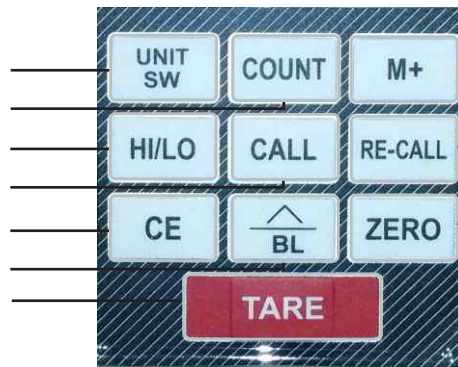 UNIT
SW
COUNT
M+
HI/LO
CALL
RE-CALL
CE
BL
ZERO
TARE